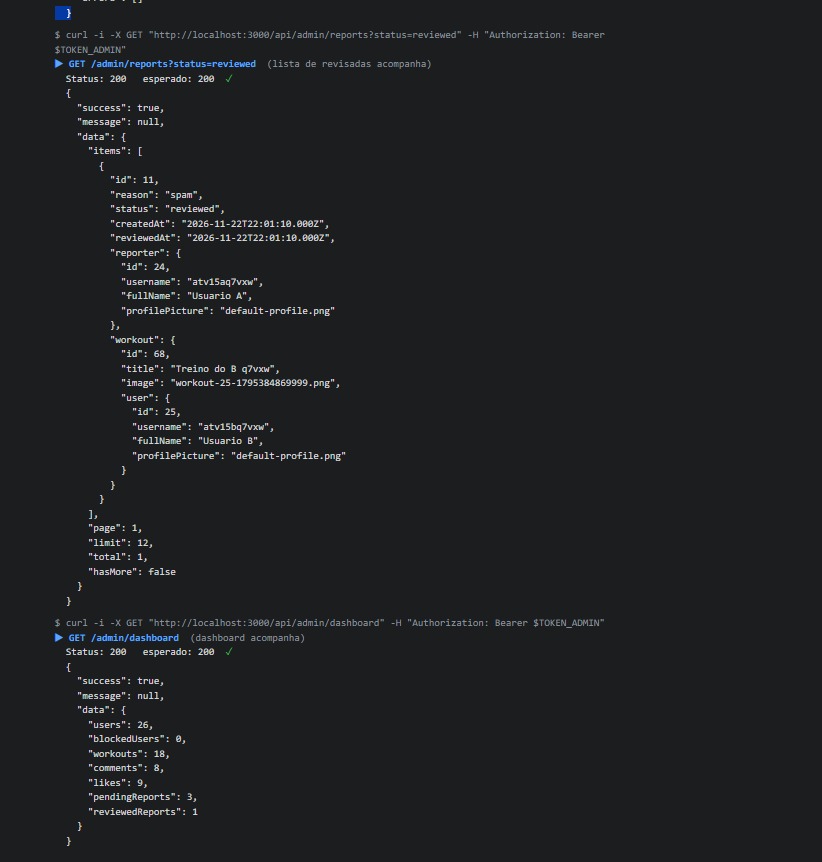 }
$ curl -i -X GET "http://localhost:3000/api/admin/reports?status=reviewed" -H "Authorization: Bearer
$TOKEN_ADMIN"
▶ GET /admin/reports?status=reviewed (lista de revisadas acompanha)
Status: 200 esperado: 200 ✓
{
"success": true,
"message": null,
"data": {
"items": [
{
"id": 11,
"reason": "spam",
"status": "reviewed",
"createdAt": "2026-11-22T22:01:10.000Z",
"reviewedAt": "2026-11-22T22:01:10.000Z",
"reporter": {
"id": 24,
"username": "atv15aq7vxw",
"fullName": "Usuario A",
"profilePicture": "default-profile.png"
},
"workout": {
"id": 68,
"title": "Treino do B q7vxw",
"image": "workout-25-1795384869999.png",
"user": {
"id": 25,
"username": "atv15bq7vxw",
"fullName": "Usuario B",
"profilePicture": "default-profile.png"
}
}
}
],
"page": 1,
"limit": 12,
"total": 1,
"hasMore": false
}
}
$ curl -i -X GET "http://localhost:3000/api/admin/dashboard" -H "Authorization: Bearer $TOKEN_ADMIN"
▶ GET /admin/dashboard (dashboard acompanha)
Status: 200 esperado: 200 ✓
{
"success": true,
"message": null,
"data": {
"users": 26,
"blockedUsers": 0,
"workouts": 18,
"comments": 8,
"likes": 9,
"pendingReports": 3,
"reviewedReports": 1
}
}